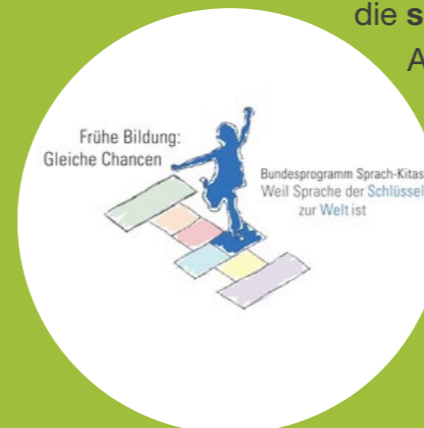 die s
A
Frühe Bildung:
Gleiche Chancen
Bundesprogramm Sprach-Kitas
Weil Sprache der Schlüssel
zur Welt ist